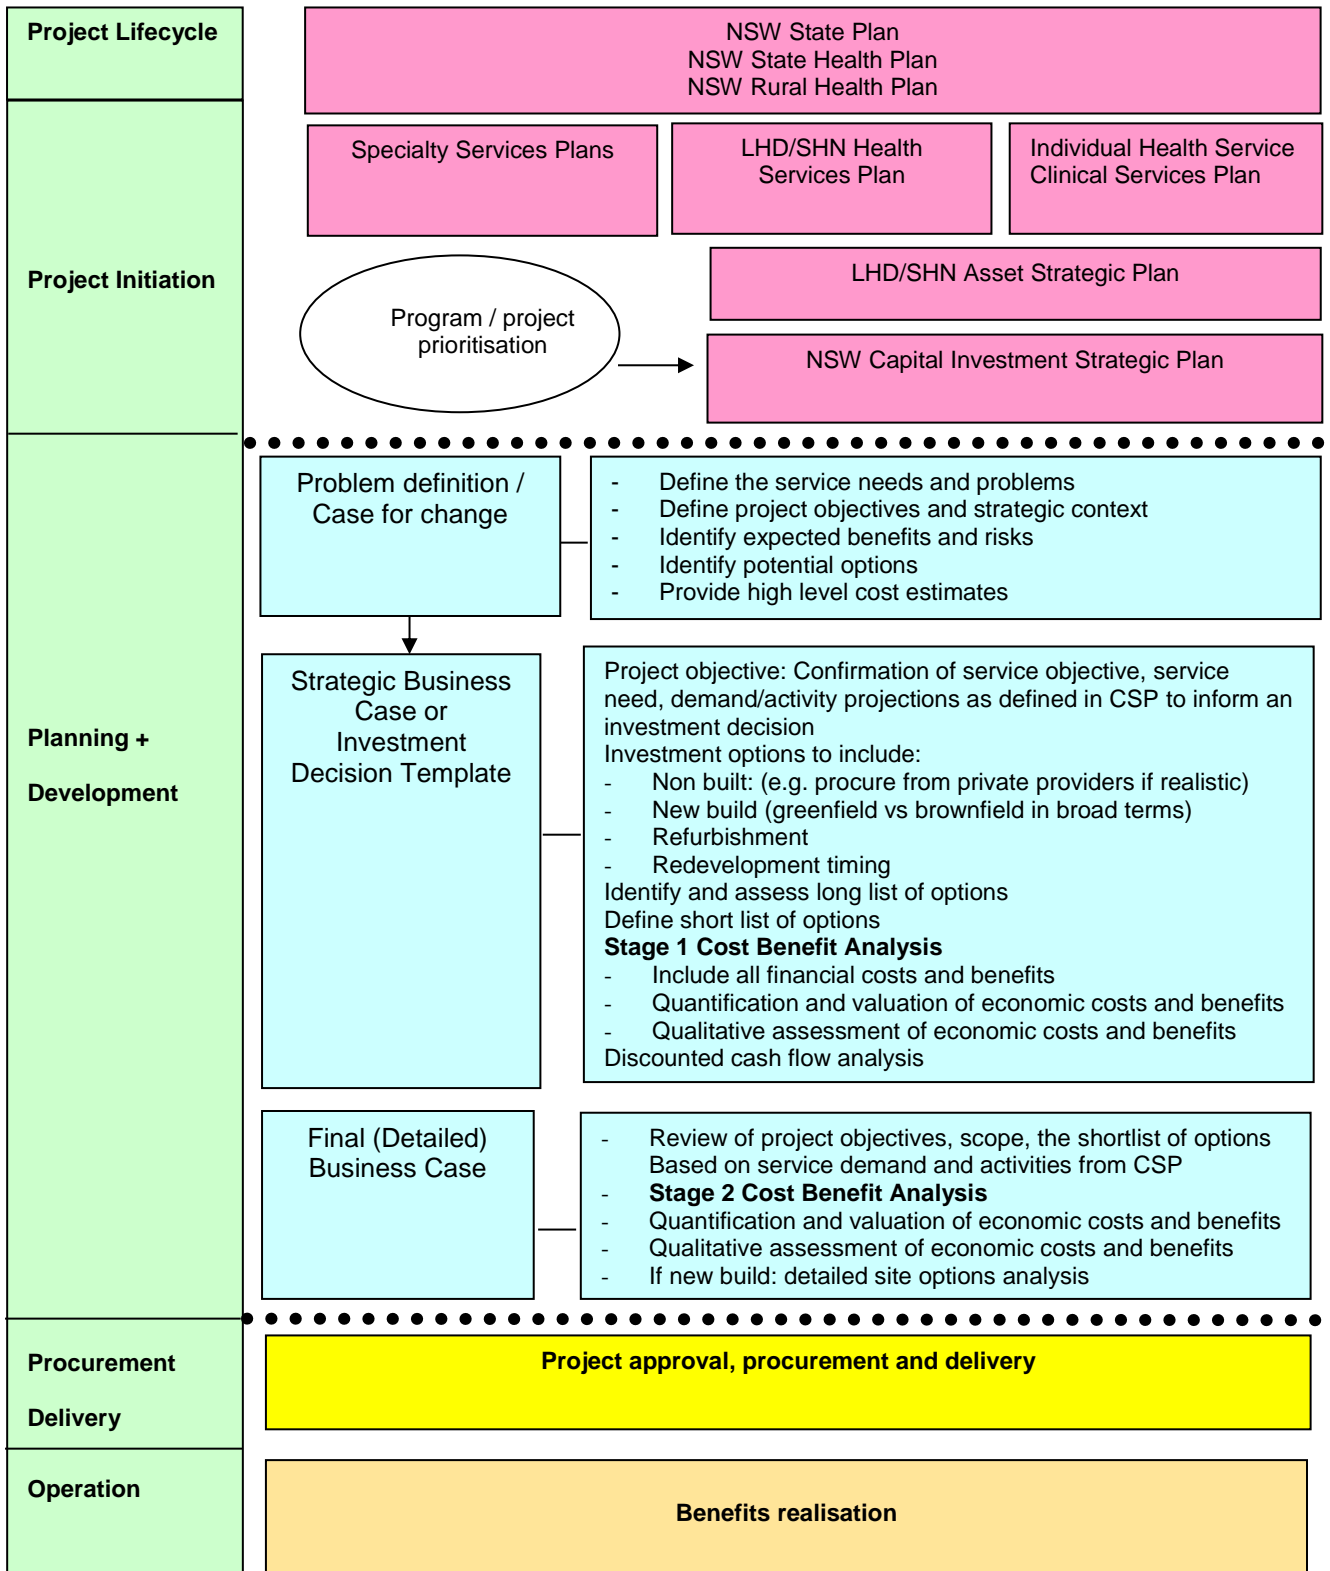 Project Lifecycle
NSW State Plan
NSW State Health Plan
NSW Rural Health Plan
Project Initiation
Specialty Services Plans
LHD/SHN Health
Services Plan
Individual Health Service
Clinical Services Plan
LHD/SHN Asset Strategic Plan
Program / project
prioritisation
NSW Capital Investment Strategic Plan
Planning +
Development
Problem definition /
Case for change
- Define the service needs and problems
- Define project objectives and strategic context
- Identify expected benefits and risks
- Identify potential options
- Provide high level cost estimates
Strategic Business
Case or
Investment
Decision Template
Project objective: Confirmation of service objective, service
need, demand/activity projections as defined in CSP to inform an
investment decision
Investment options to include:
- Non built: (e.g. procure from private providers if realistic)
- New build (greenfield vs brownfield in broad terms)
- Refurbishment
- Redevelopment timing
Identify and assess long list of options
Define short list of options
Stage 1 Cost Benefit Analysis
- Include all financial costs and benefits
- Quantification and valuation of economic costs and benefits
- Qualitative assessment of economic costs and benefits
Discounted cash flow analysis
Final (Detailed)
Business Case
- Review of project objectives, scope, the shortlist of options
Based on service demand and activities from CSP
- Stage 2 Cost Benefit Analysis
- Quantification and valuation of economic costs and benefits
- Qualitative assessment of economic costs and benefits
- If new build: detailed site options analysis
Procurement
Delivery
Project approval, procurement and delivery
Operation
Benefits realisation